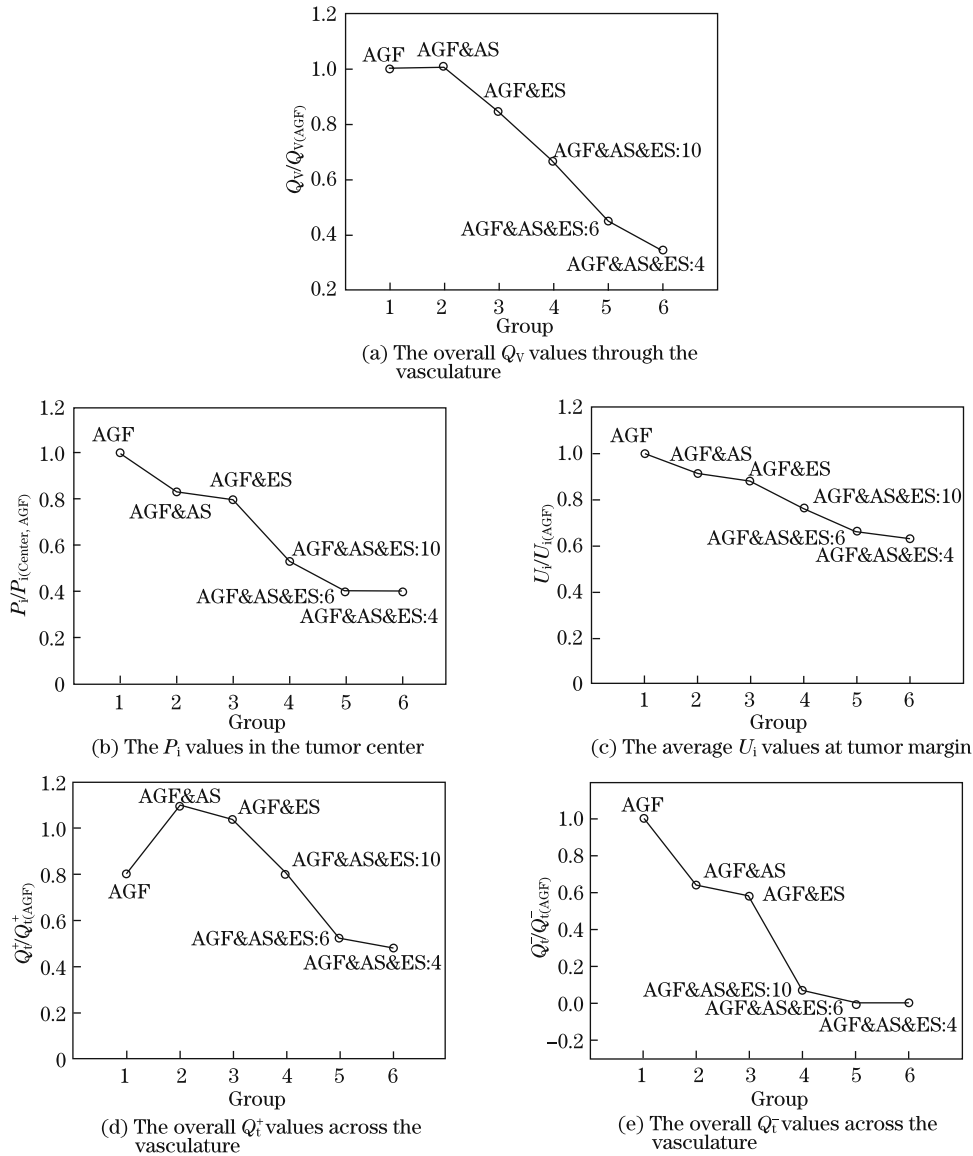 1.2
1.0
0.8
0.6
0.4
0.2
Q_V/Q_V(AGF)
AGF
AGF&AS
AGF&ES
AGF&AS&ES:10
AGF&AS&ES:6
AGF&AS&ES:4
1 2 3 4 5 6
Group
(a) The overall Q_V values through the
vasculature
1.2
1.0
0.8
0.6
0.4
0.2
0
P_i/P_i(Center, AGF)
AGF
AGF&AS
AGF&ES
AGF&AS&ES:10
AGF&AS&ES:6
AGF&AS&ES:4
1 2 3 4 5 6
Group
(b) The P_i values in the tumor center
1.2
1.0
0.8
0.6
0.4
0.2
0
U_i/U_i(AGF)
AGF
AGF&AS
AGF&ES
AGF&AS&ES:10
AGF&AS&ES:6
AGF&AS&ES:4
1 2 3 4 5 6
Group
(c) The average U_i values at tumor margin
1.2
1.0
0.8
0.6
0.4
0.2
0
Q_t^+/Q_t(AGF)^+
AGF
AGF&AS
AGF&ES
AGF&AS&ES:10
AGF&AS&ES:6
AGF&AS&ES:4
1 2 3 4 5 6
Group
(d) The overall Q_t^+ values across the
vasculature
1.0
0.8
0.6
0.4
0.2
0.0
−0.2
Q_t^−/Q_t(AGF)^−
AGF
AGF&AS
AGF&ES
AGF&AS&ES:10
AGF&AS&ES:6
AGF&AS&ES:4
1 2 3 4 5 6
Group
(e) The overall Q_t^− values across the
vasculature